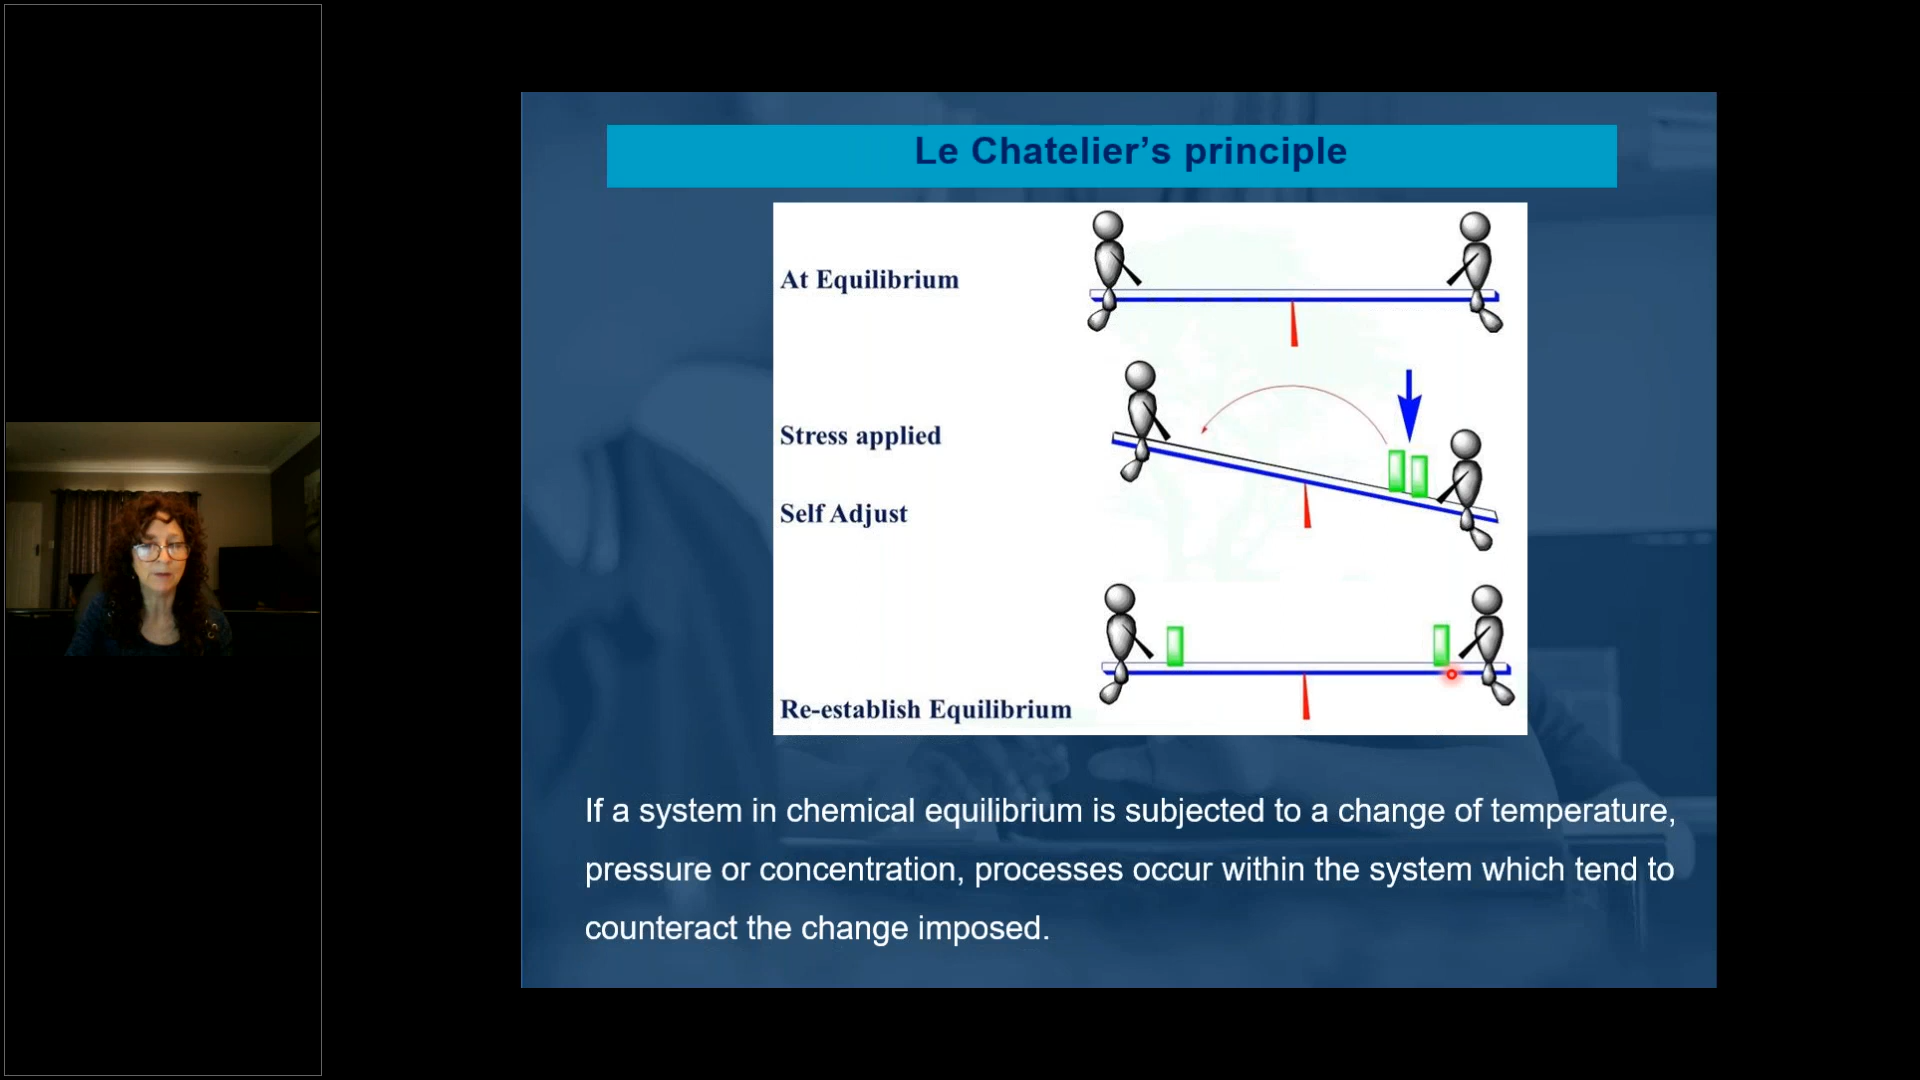 Le Chatelier’s principle
At Equilibrium
Stress applied
Self Adjust
Re-establish Equilibrium
If a system in chemical equilibrium is subjected to a change of temperature,
pressure or concentration, processes occur within the system which tend to
counteract the change imposed.